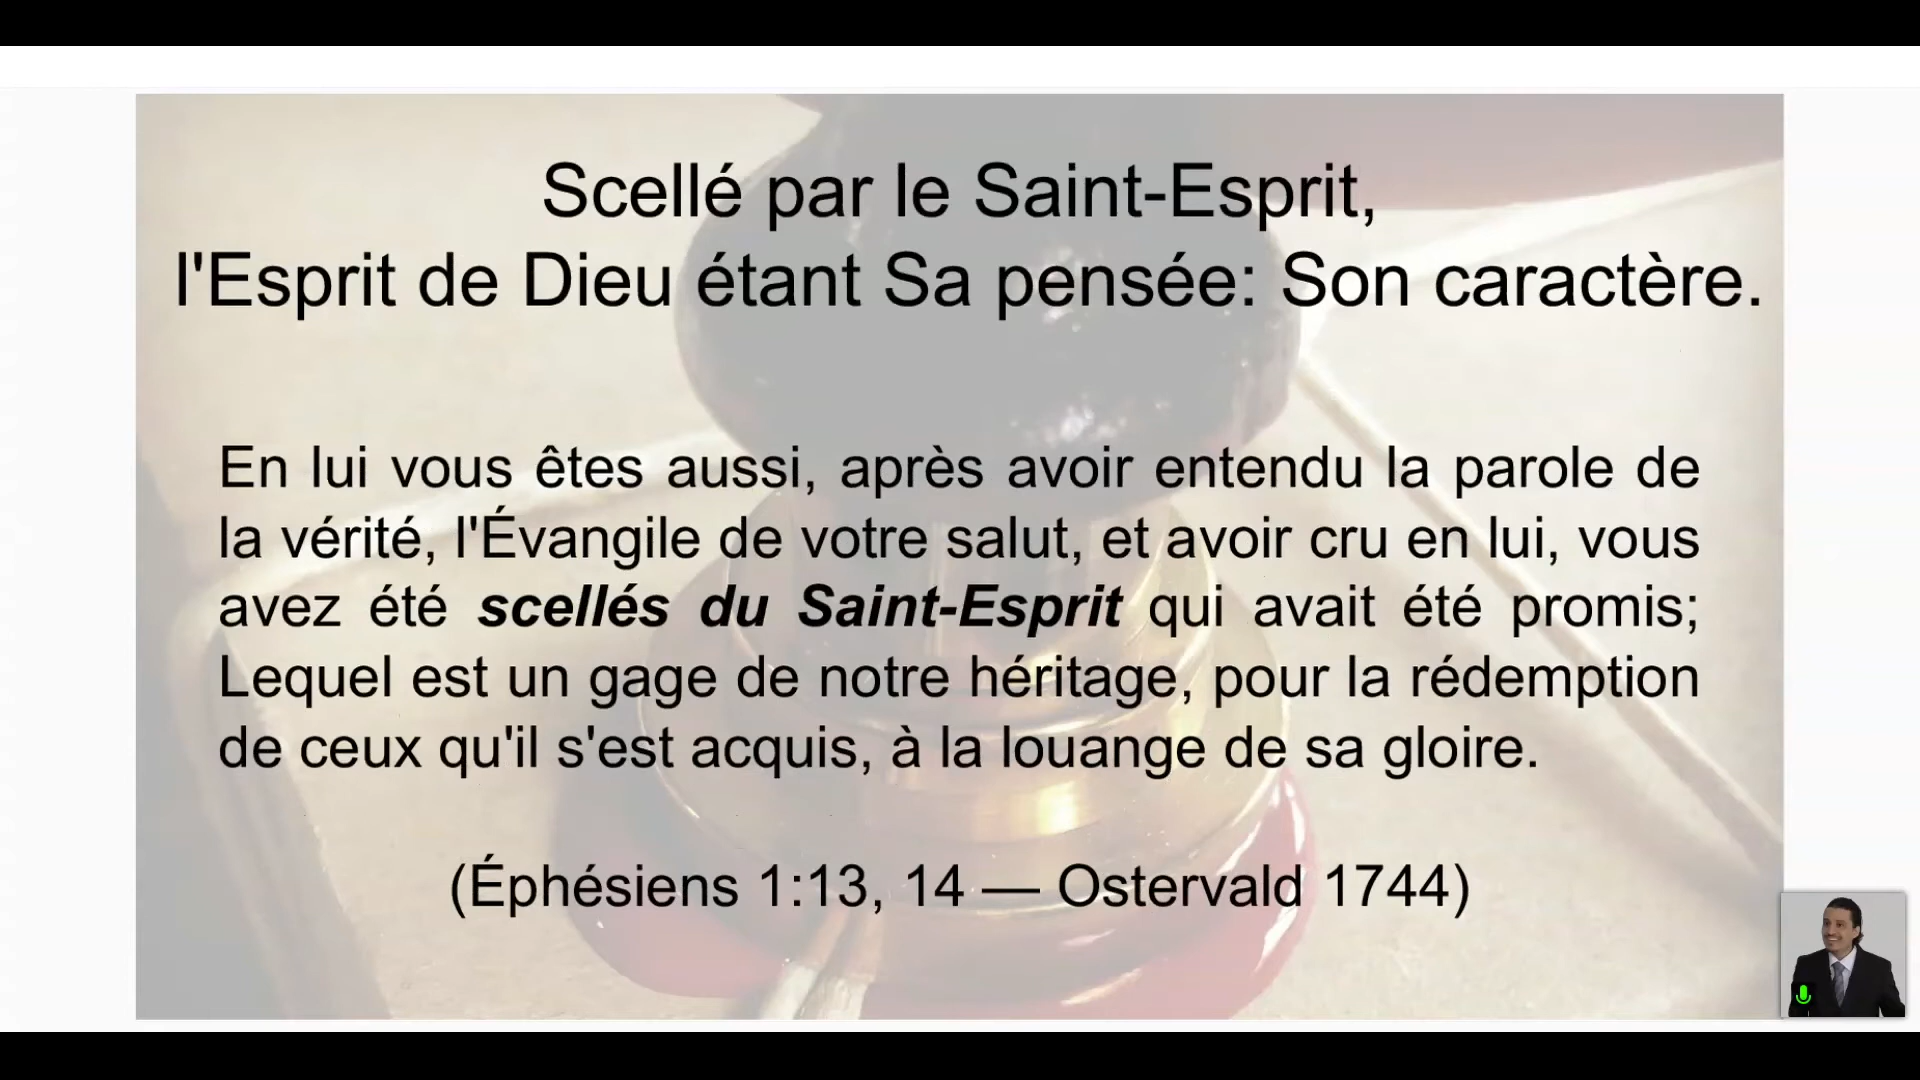 Scellé par le Saint-Esprit,
l'Esprit de Dieu étant Sa pensée: Son caractère.
En lui vous êtes aussi, après avoir entendu la parole de
la vérité, l'Évangile de votre salut, et avoir cru en lui, vous
avez été scellés du Saint-Esprit qui avait été promis;
Lequel est un gage de notre héritage, pour la rédemption
de ceux qu'il s'est acquis, à la louange de sa gloire.
(Éphésiens 1:13, 14 — Ostervald 1744)